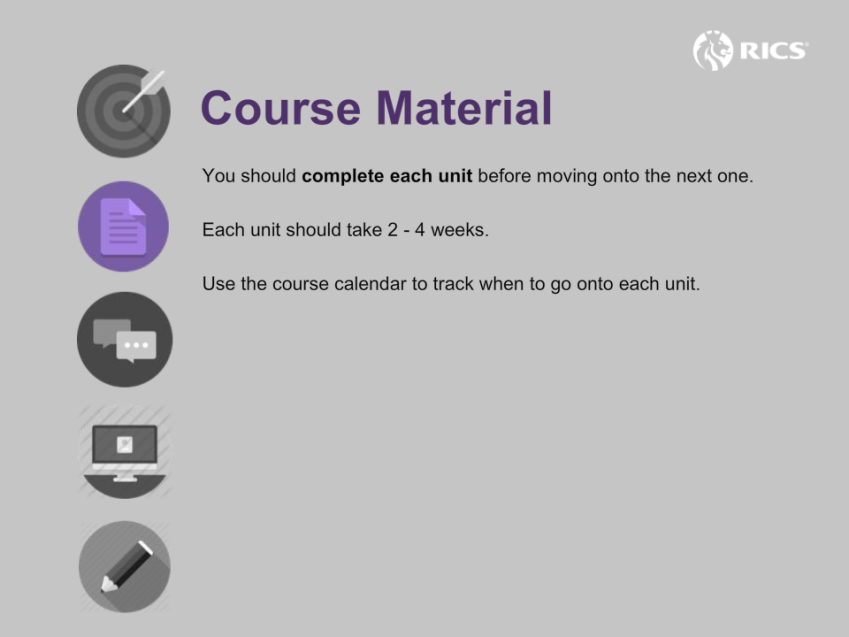 RICS
Course Material
You should complete each unit before moving onto the next one.
Each unit should take 2 - 4 weeks.
Use the course calendar to track when to go onto each unit.